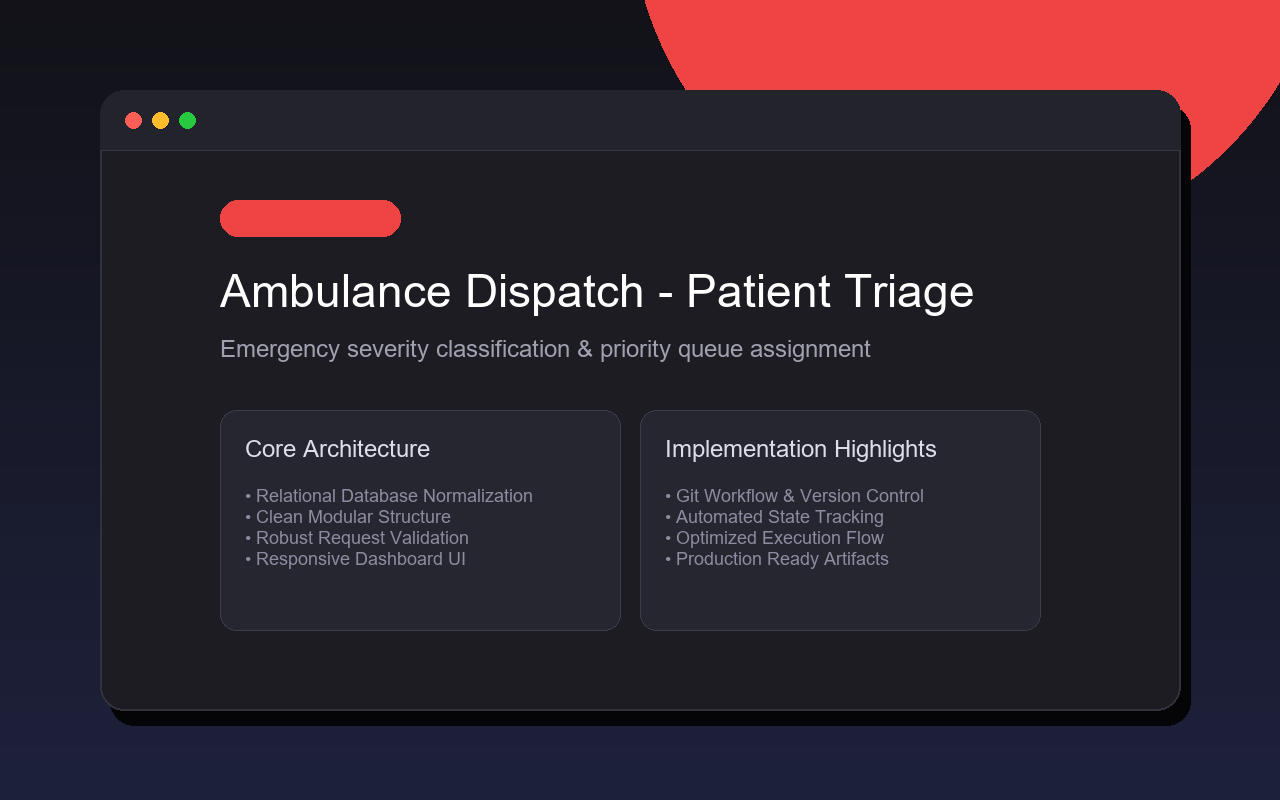 Ambulance Dispatch - Patient Triage
Emergency severity classification & priority queue assignment
Core Architecture
• Relational Database Normalization
• Clean Modular Structure
• Robust Request Validation
• Responsive Dashboard UI
Implementation Highlights
• Git Workflow & Version Control
• Automated State Tracking
• Optimized Execution Flow
• Production Ready Artifacts